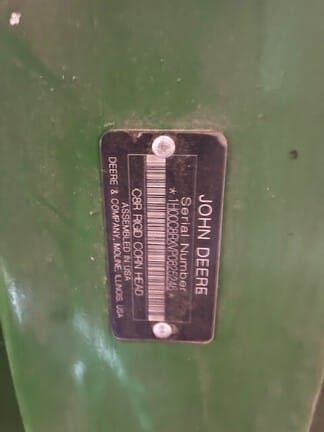 JOHN DEERE
Serial Number
C8R RIGID CORN HEAD
ASSEMBLED IN USA
DEERE & COMPANY, MOLINE, ILLINOIS USA